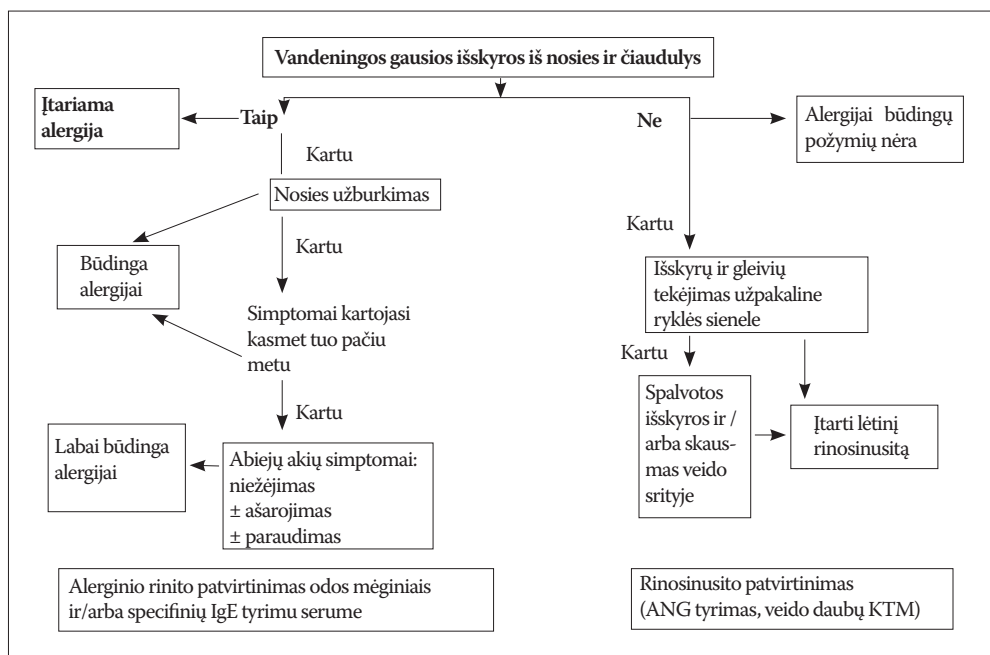 Vandeningos gausios išskyros iš nosies ir čiaudulys
Įtariama
alergija
Taip
Ne
Alergijai būdingų
požymių nėra
Kartu
Nosies užburkimas
Kartu
Būdinga
alergijai
Simptomai kartojasi
kasmet tuo pačiu
metu
Kartu
Labai būdinga
alergijai
Abiejų akių simptomai:
niežėjimas
± ašarojimas
± paraudimas
Kartu
Išskyrų ir gleivių
tekėjimas užpakaline
ryklės sienele
Kartu
Spalvotos
išskyros ir /
arba skaus-
mas veido
srityje
Įtarti lėtinį
rinosinusitą
Alerginio rinito patvirtinimas odos mėginiais
ir/arba specifinių IgE tyrimu serume
Rinosinusito patvirtinimas
(ANG tyrimas, veido daubų KTM)